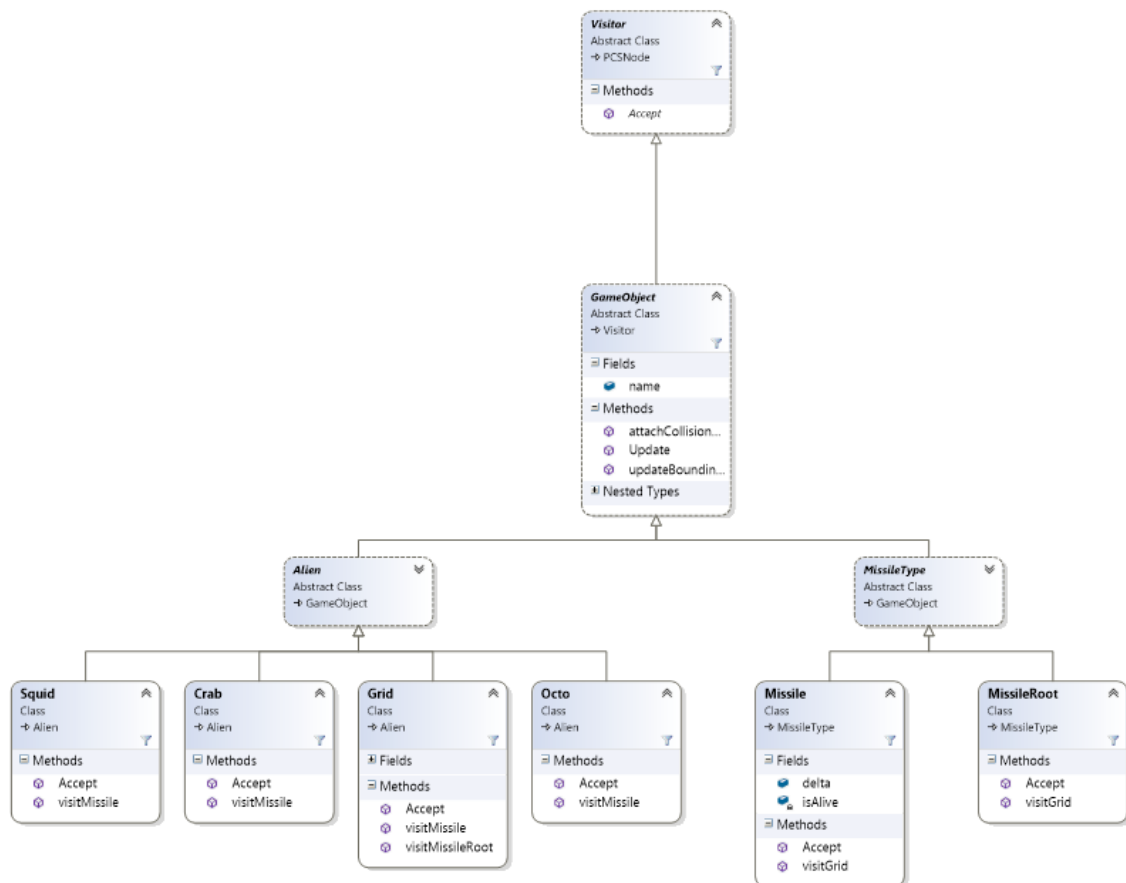 Visitor
Abstract Class
PCSNode
Methods
Accept
GameObject
Abstract Class
Visitor
Fields
name
Methods
attachCollision...
Update
updateBoundin...
Nested Types
Alien
Abstract Class
GameObject
MissileType
Abstract Class
GameObject
Squid
Class
Alien
Methods
Accept
visitMissile
Crab
Class
Alien
Methods
Accept
visitMissile
Grid
Class
Alien
Fields
Methods
Accept
visitMissile
visitMissileRoot
Octo
Class
Alien
Methods
Accept
visitMissile
Missile
Class
MissileType
Fields
delta
isAlive
Methods
Accept
visitGrid
MissileRoot
Class
MissileType
Methods
Accept
visitGrid